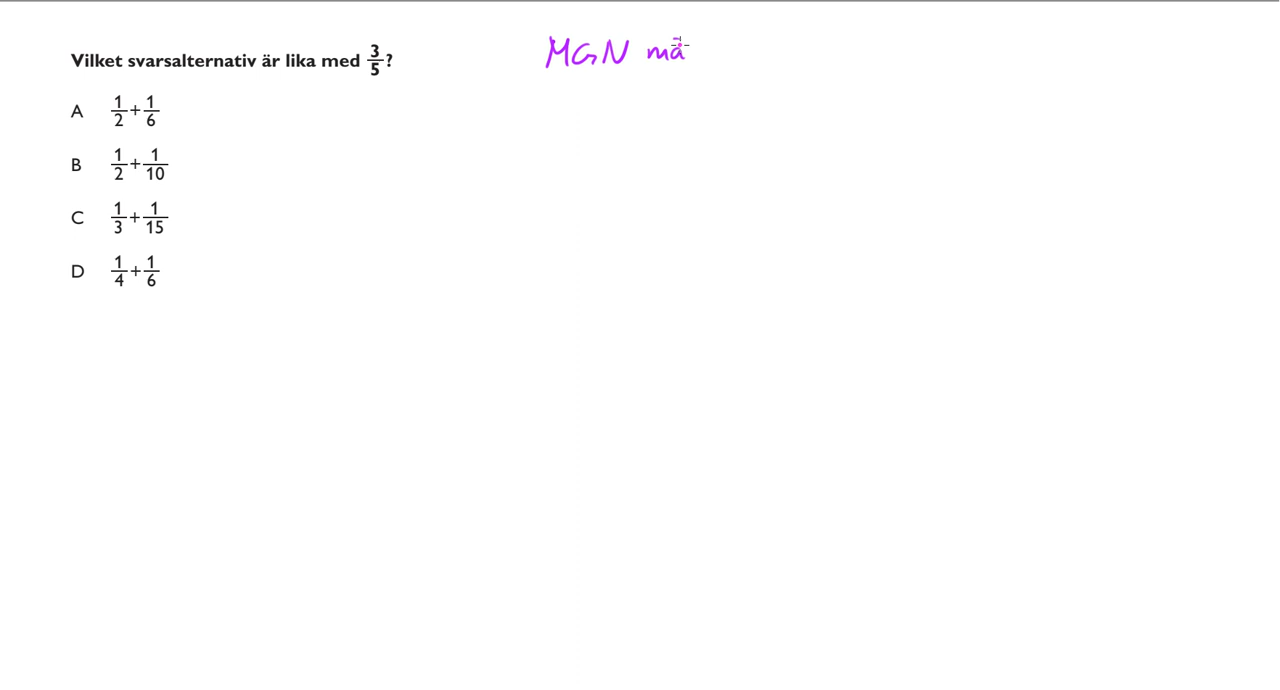 Vilket svarsalternativ är lika med 3/5?
MGN må
A 1/2 + 1/6
B 1/2 + 1/10
C 1/3 + 1/15
D 1/4 + 1/6